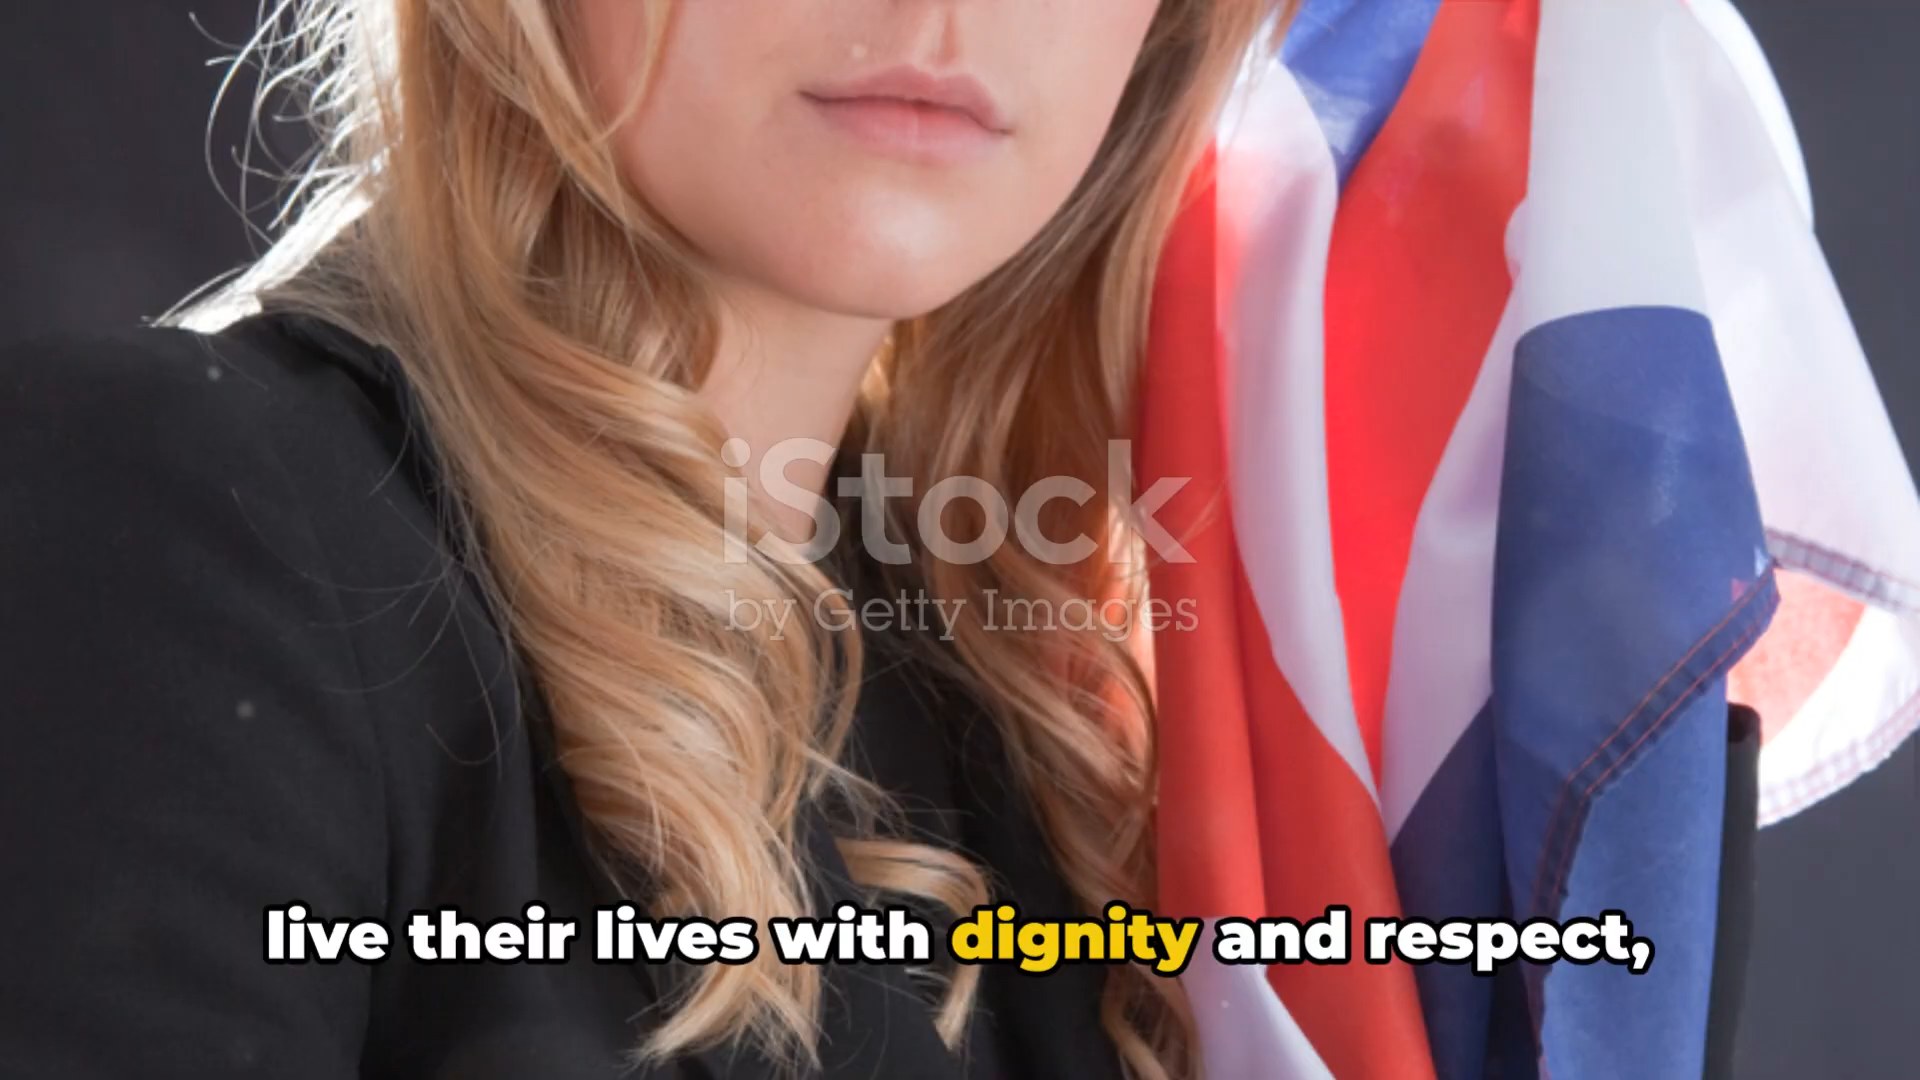 iStock
by Getty Images
live their lives with dignity and respect,